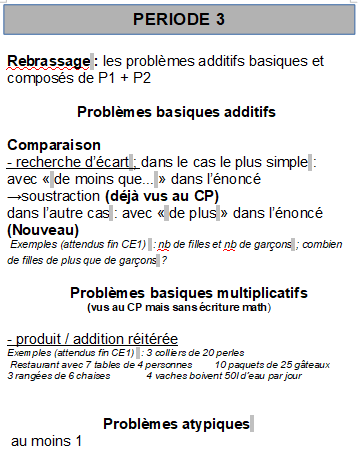 PERIODE 3
Rebrassage : les problèmes additifs basiques et
composés de P1 + P2
Problèmes basiques additifs
Comparaison
- recherche d'écart : dans le cas le plus simple :
avec « de moins que... » dans l'énoncé
→soustraction (déjà vus au CP)
dans l'autre cas : avec « de plus » dans l'énoncé
(Nouveau)
Exemples (attendus fin CE1) : nb de filles et nb de garçons ; combien
de filles de plus que de garçons ?
Problèmes basiques multiplicatifs
(vus au CP mais sans écriture math)
- produit / addition réitérée
Exemples (attendus fin CE1) : 3 colliers de 20 perles
Restaurant avec 7 tables de 4 personnes 10 paquets de 25 gâteaux
3 rangées de 6 chaises 4 vaches boivent 50l d'eau par jour
Problèmes atypiques
au moins 1